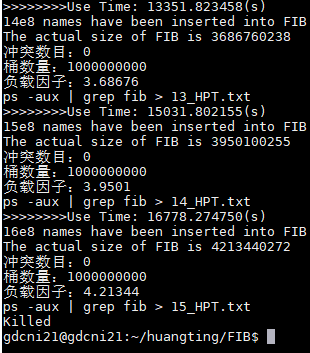 >>>>>>>>Use Time: 13351.823458(s)
14e8 names have been inserted into FIB
The actual size of FIB is 3686760238
冲突数目：0
桶数量：1000000000
负载因子：3.68676
ps -aux | grep fib > 13_HPT.txt
>>>>>>>>Use Time: 15031.802155(s)
15e8 names have been inserted into FIB
The actual size of FIB is 3950100255
冲突数目：0
桶数量：1000000000
负载因子：3.9501
ps -aux | grep fib > 14_HPT.txt
>>>>>>>>Use Time: 16778.274750(s)
16e8 names have been inserted into FIB
The actual size of FIB is 4213440272
冲突数目：0
桶数量：1000000000
负载因子：4.21344
ps -aux | grep fib > 15_HPT.txt
Killed
gdcni21@gdcni21:~/huangting/FIB$